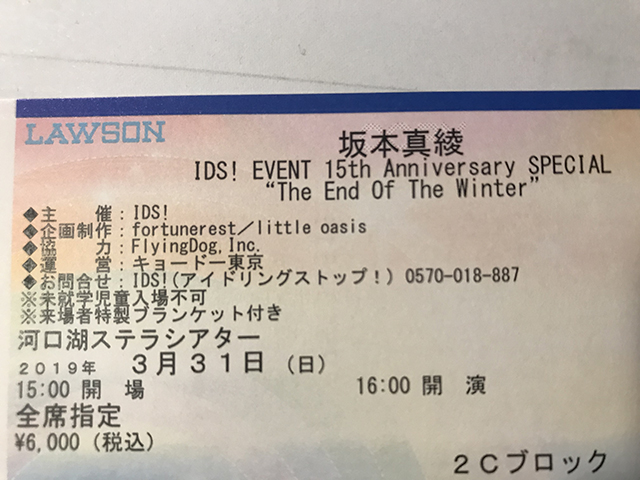 LAWSON
坂本真綾
IDS! EVENT 15th Anniversary SPECIAL
“The End Of The Winter”
◆主　　催：IDS!
◆企画制作：fortunerest／little oasis
◆協　　力：FlyingDog, Inc.
◆運　　営：キョードー東京
◆お問合せ：IDS!(アイドリングストップ！) 0570-018-887
※未就学児童入場不可
※来場者特製ブランケット付き
河口湖ステラシアター
2019年　3月31日（日）
15:00 開　場　　16:00 開　演
全席指定
¥6,000（税込）
2Cブロック